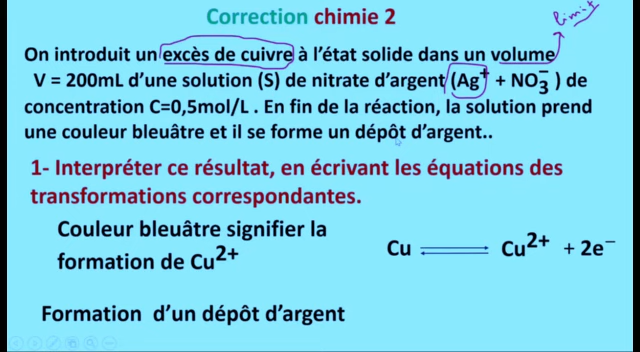 Correction chimie 2
limit
On introduit un excès de cuivre à l'état solide dans un volume
V = 200mL d'une solution (S) de nitrate d'argent (Ag⁺ + NO₃⁻ ) de
concentration C=0,5mol/L . En fin de la réaction, la solution prend
une couleur bleuâtre et il se forme un dépôt d'argent..
1- Interpréter ce résultat, en écrivant les équations des
transformations correspondantes.
Couleur bleuâtre signifier la
formation de Cu²⁺
Cu ⇌ Cu²⁺ + 2e⁻
Formation d'un dépôt d'argent